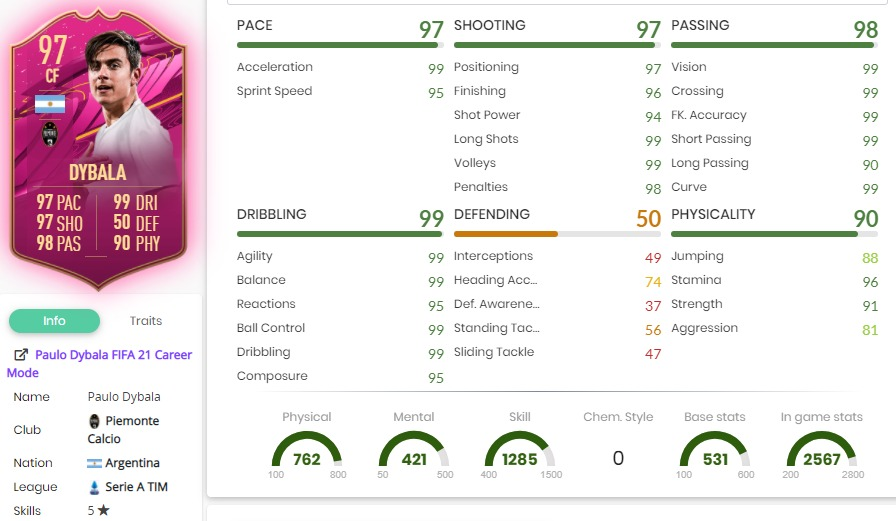 97
CF
DYBALA
97 PAC 99 DRI
97 SHO 50 DEF
98 PAS 90 PHY
Info Traits
Paulo Dybala FIFA 21 Career
Mode
Name Paulo Dybala
Club Piemonte
Calcio
Nation Argentina
League Serie A TIM
Skills 5 ★
PACE 97
Acceleration 99
Sprint Speed 95
SHOOTING 97
Positioning 97
Finishing 96
Shot Power 94
Long Shots 99
Volleys 99
Penalties 98
PASSING 98
Vision 99
Crossing 99
FK. Accuracy 99
Short Passing 99
Long Passing 90
Curve 99
DRIBBLING 99
Agility 99
Balance 99
Reactions 95
Ball Control 99
Dribbling 99
Composure 95
DEFENDING 50
Interceptions 49
Heading Acc... 74
Def. Awarene... 37
Standing Tac... 56
Sliding Tackle 47
PHYSICALITY 90
Jumping 88
Stamina 96
Strength 91
Aggression 81
Physical Mental Skill Chem. Style Base stats In game stats
762 421 1285 0 531 2567
100 800 50 500 400 1500 100 600 200 2800